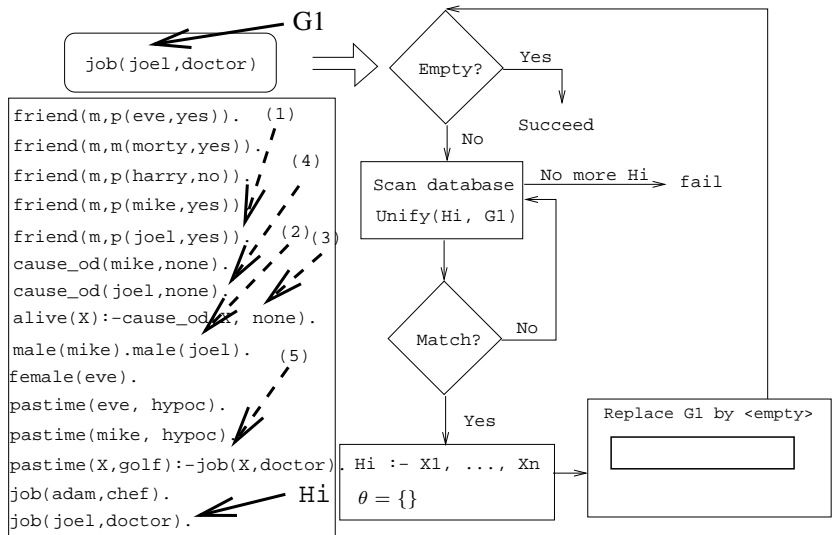 G1
job(joel,doctor)
friend(m,p(eve,yes)). (1)
friend(m,m(morty,yes)).
(4)
friend(m,p(harry,no)).
friend(m,p(mike,yes))
friend(m,p(joel,yes)). (2) (3)
cause_od(mike,none).
cause_od(joel,none).
alive(X):-cause_od(X, none).
male(mike).male(joel). (5)
female(eve).
pastime(eve, hypoc).
pastime(mike, hypoc).
pastime(X,golf):-job(X,doctor).
job(adam,chef).
Hi
job(joel,doctor).
Empty?
Yes
Succeed
No
Scan database
Unify(Hi, G1)
No more Hi
fail
Match?
No
Yes
Hi :- X1, ..., Xn
θ = {}
Replace G1 by <empty>